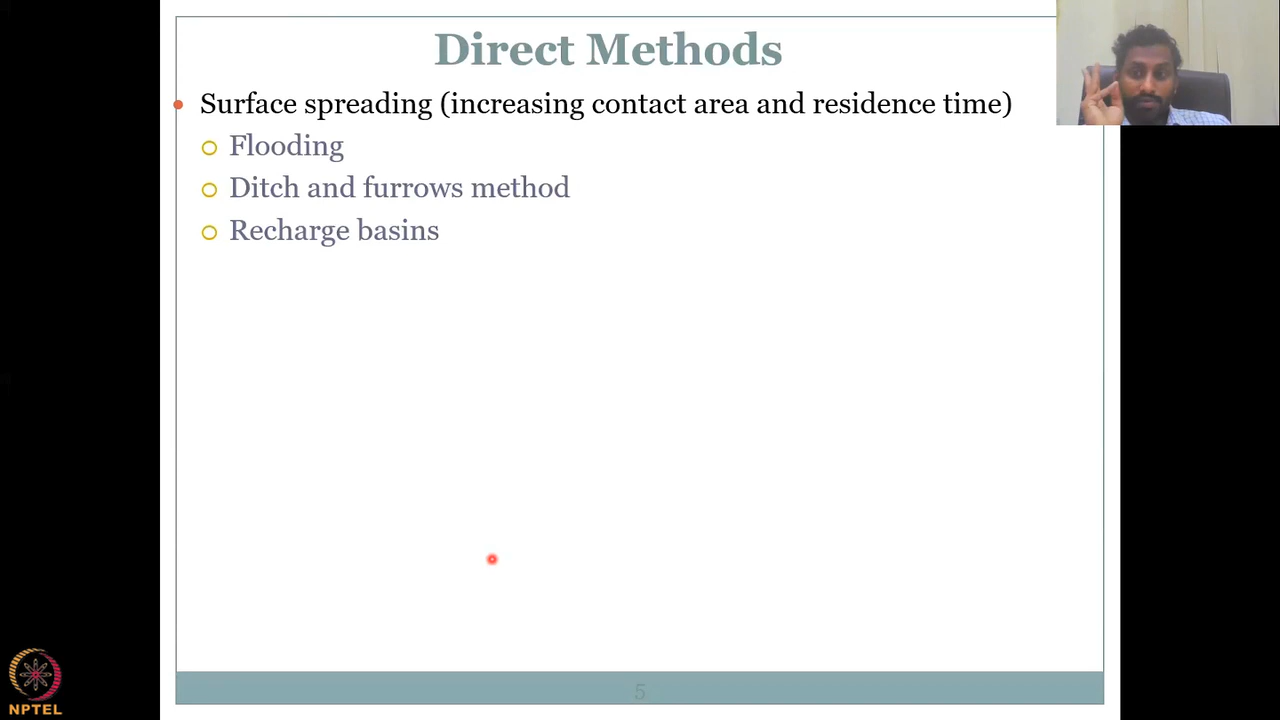 Direct Methods
Surface spreading (increasing contact area and residence time)
Flooding
Ditch and furrows method
Recharge basins
5
NPTEL